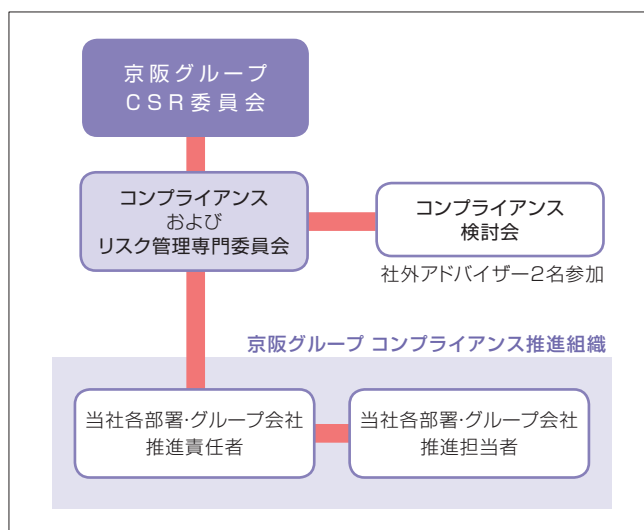 京阪グループ
CSR委員会
コンプライアンス
および
リスク管理専門委員会
コンプライアンス
検討会
社外アドバイザー2名参加
京阪グループ コンプライアンス推進組織
当社各部署・グループ会社
推進責任者
当社各部署・グループ会社
推進担当者